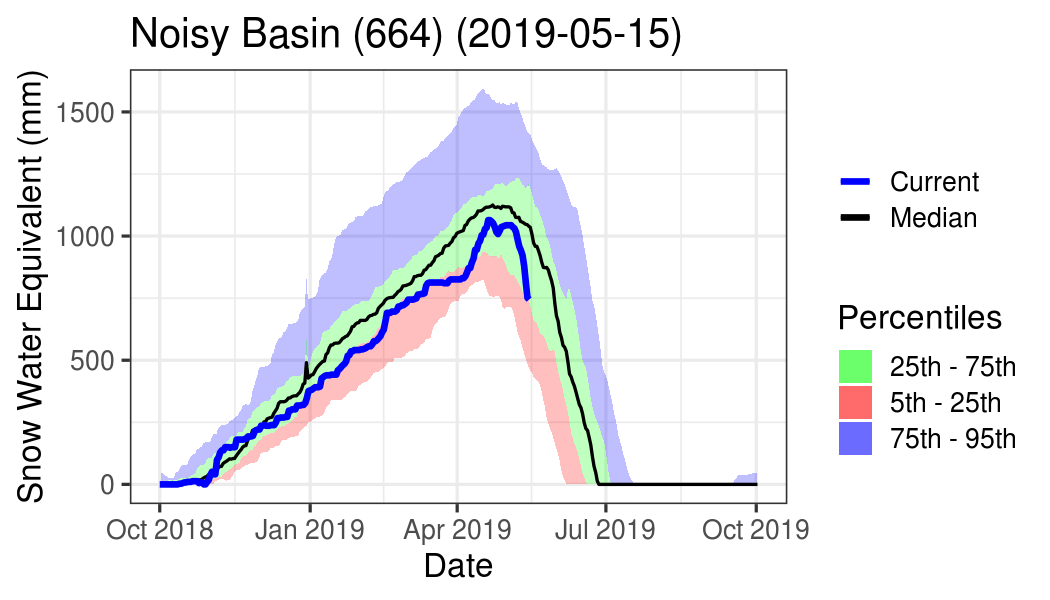 Noisy Basin (664) (2019-05-15)
Snow Water Equivalent (mm)
1500
1000
500
0
Oct 2018
Jan 2019
Apr 2019
Jul 2019
Oct 2019
Date
Current
Median
Percentiles
25th - 75th
5th - 25th
75th - 95th